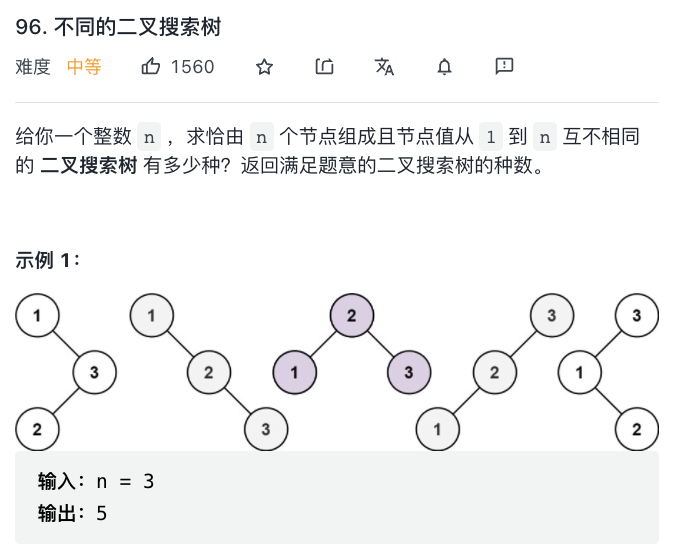 96. 不同的二叉搜索树
难度 中等 1560
给你一个整数 n ，求恰由 n 个节点组成且节点值从 1 到 n 互不相同
的 二叉搜索树 有多少种？返回满足题意的二叉搜索树的种数。
示例 1：
1 1 2 3 3
3 2 1 3 2 1
2 3 1 2
输入：n = 3
输出：5